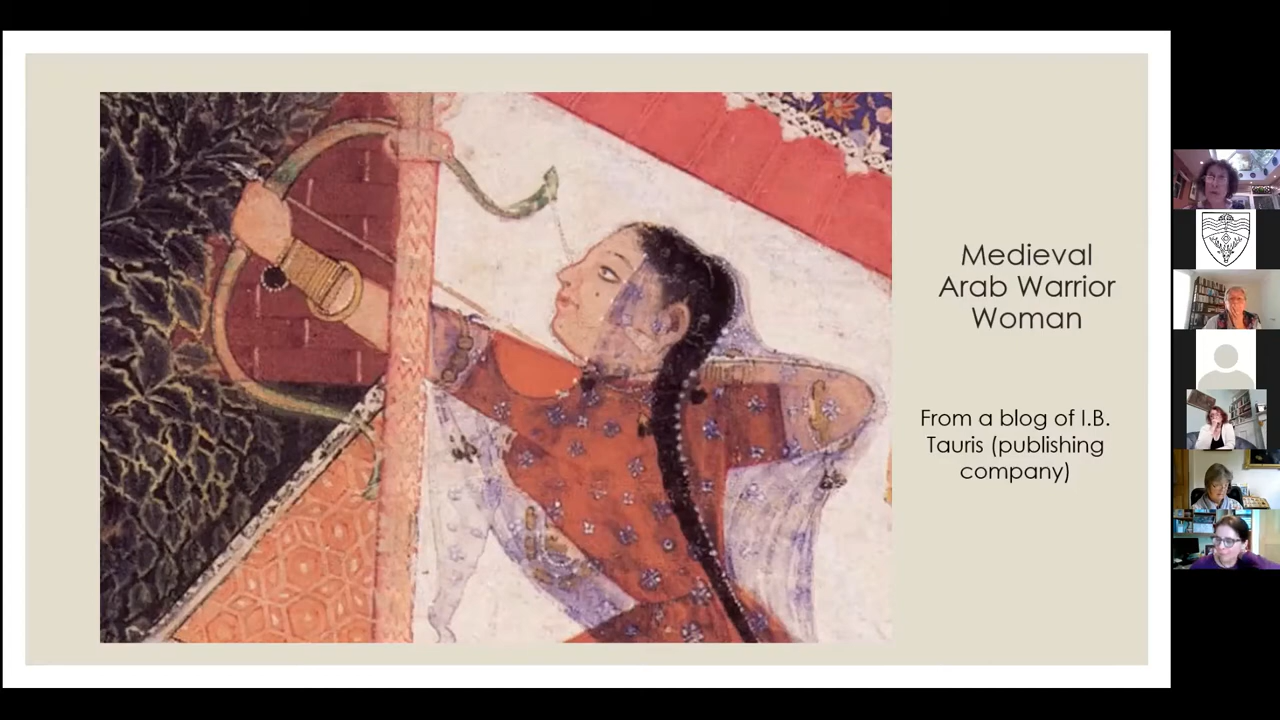 Medieval
Arab Warrior
Woman
From a blog of I.B.
Tauris (publishing
company)